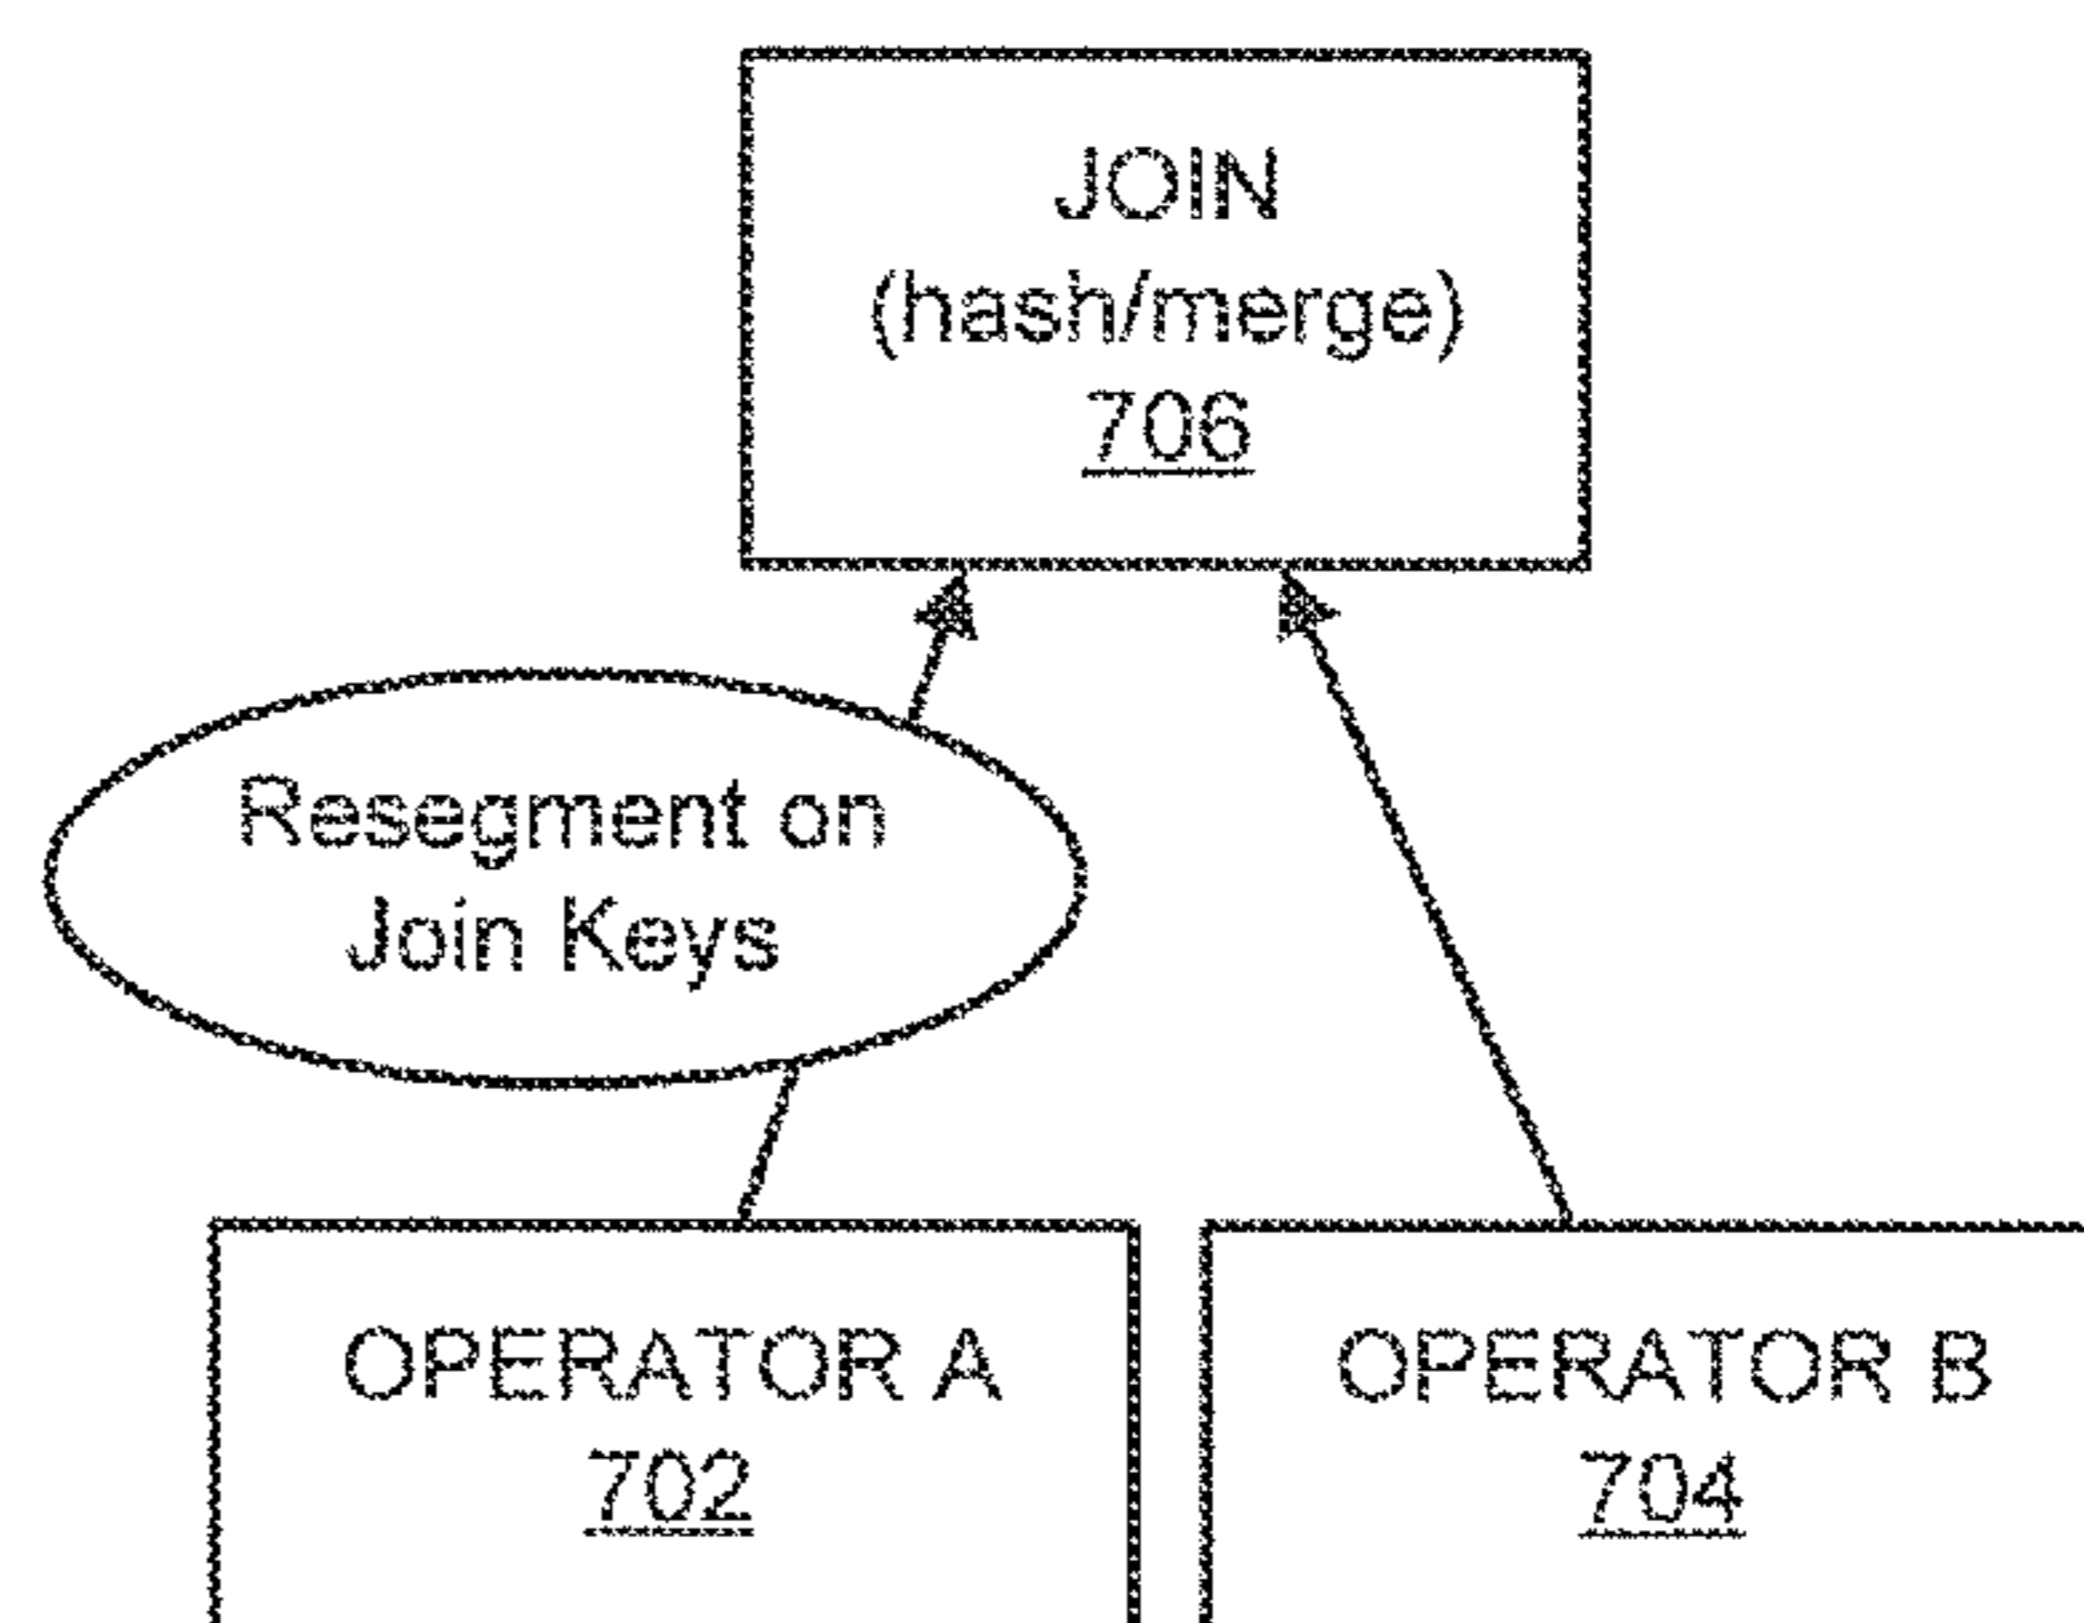 JOIN
(hash/merge)
706
Resegment on
Join Keys
OPERATOR A
702
OPERATOR B
704